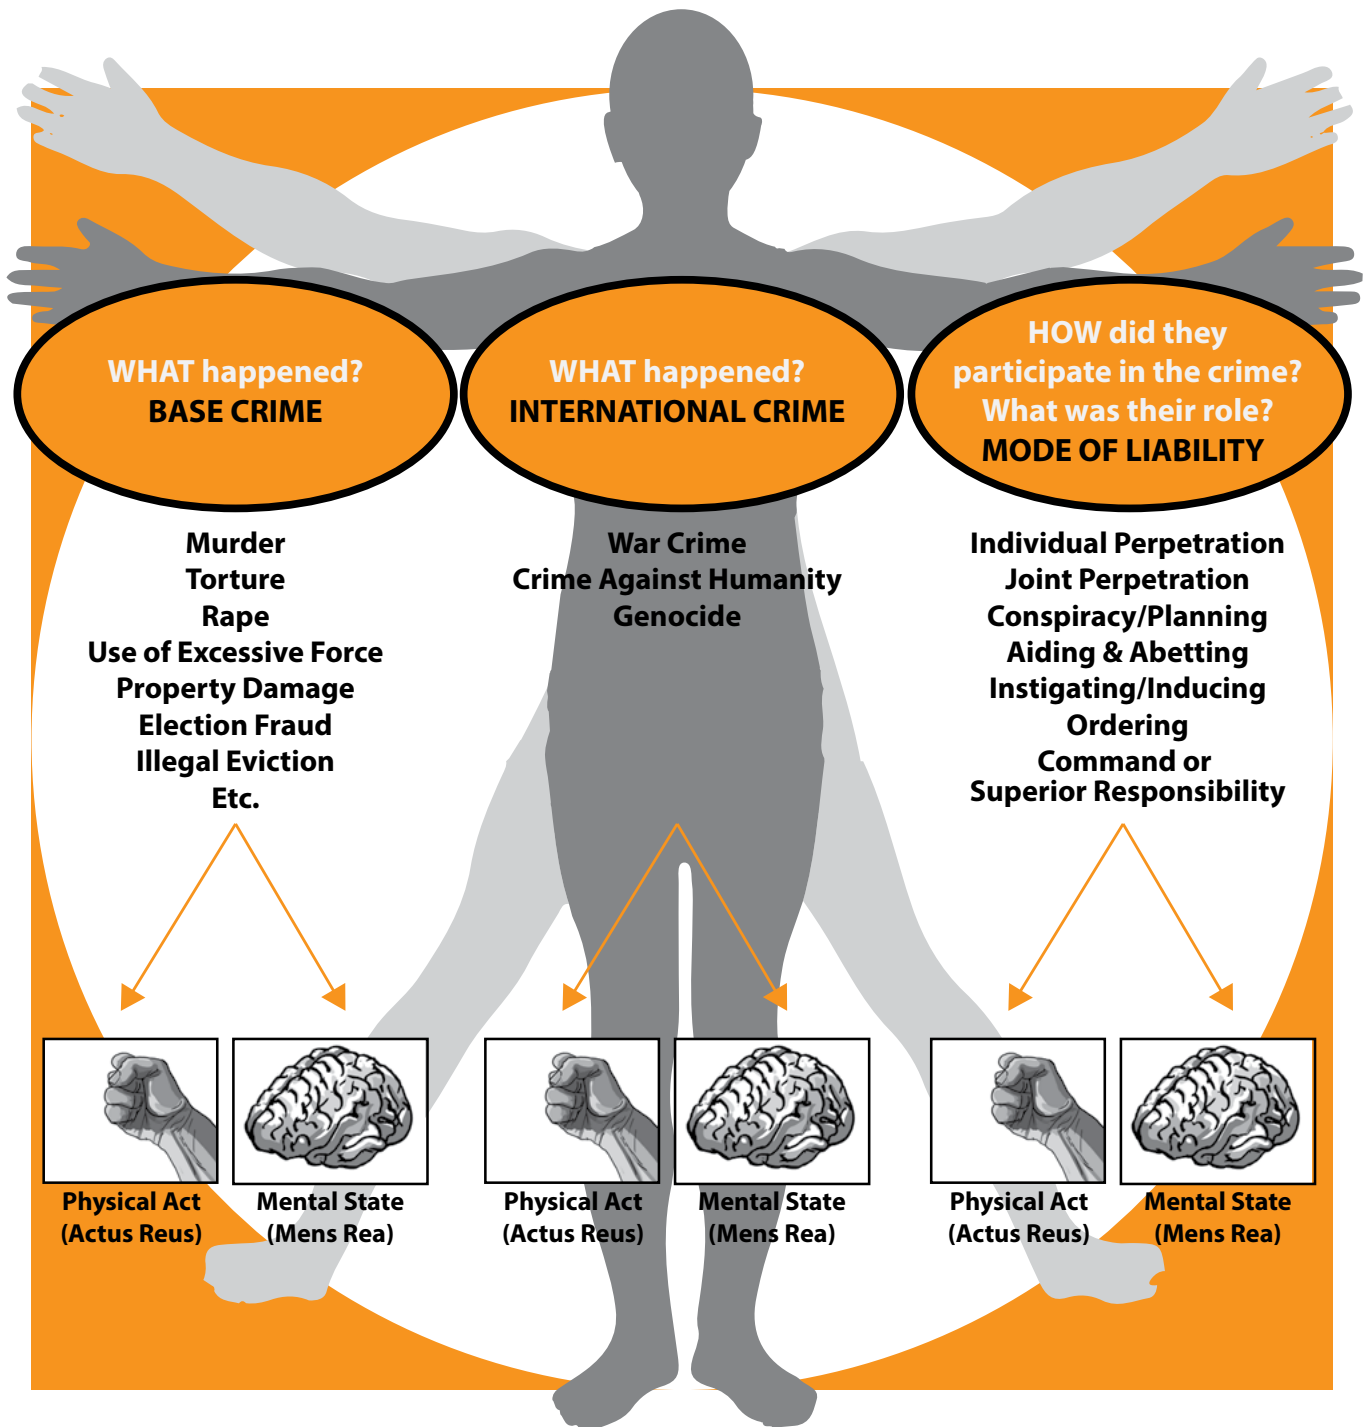 WHAT happened?
BASE CRIME
WHAT happened?
INTERNATIONAL CRIME
HOW did they
participate in the crime?
What was their role?
MODE OF LIABILITY
Murder
Torture
Rape
Use of Excessive Force
Property Damage
Election Fraud
Illegal Eviction
Etc.
War Crime
Crime Against Humanity
Genocide
Individual Perpetration
Joint Perpetration
Conspiracy/Planning
Aiding & Abetting
Instigating/Inducing
Ordering
Command or
Superior Responsibility
Physical Act
(Actus Reus)
Mental State
(Mens Rea)
Physical Act
(Actus Reus)
Mental State
(Mens Rea)
Physical Act
(Actus Reus)
Mental State
(Mens Rea)